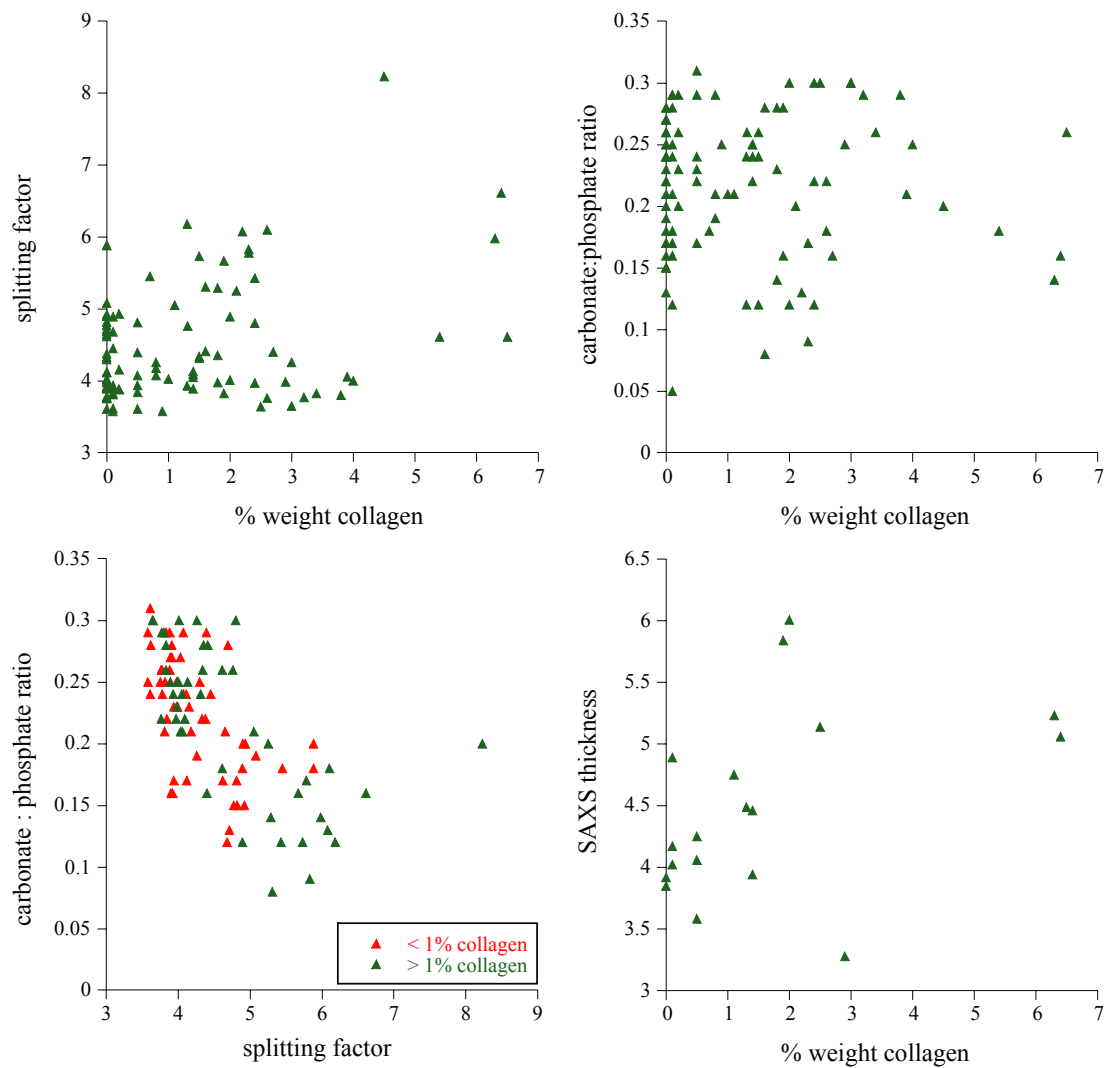 9
8
7
6
5
4
3
splitting factor
0 1 2 3 4 5 6 7
% weight collagen
0.35
0.3
0.25
0.2
0.15
0.1
0.05
0
carbonate:phosphate ratio
0 1 2 3 4 5 6 7
% weight collagen
0.35
0.3
0.25
0.2
0.15
0.1
0.05
0
carbonate : phosphate ratio
< 1% collagen
> 1% collagen
3 4 5 6 7 8 9
splitting factor
6.5
6
5.5
5
4.5
4
3.5
3
SAXS thickness
0 1 2 3 4 5 6 7
% weight collagen